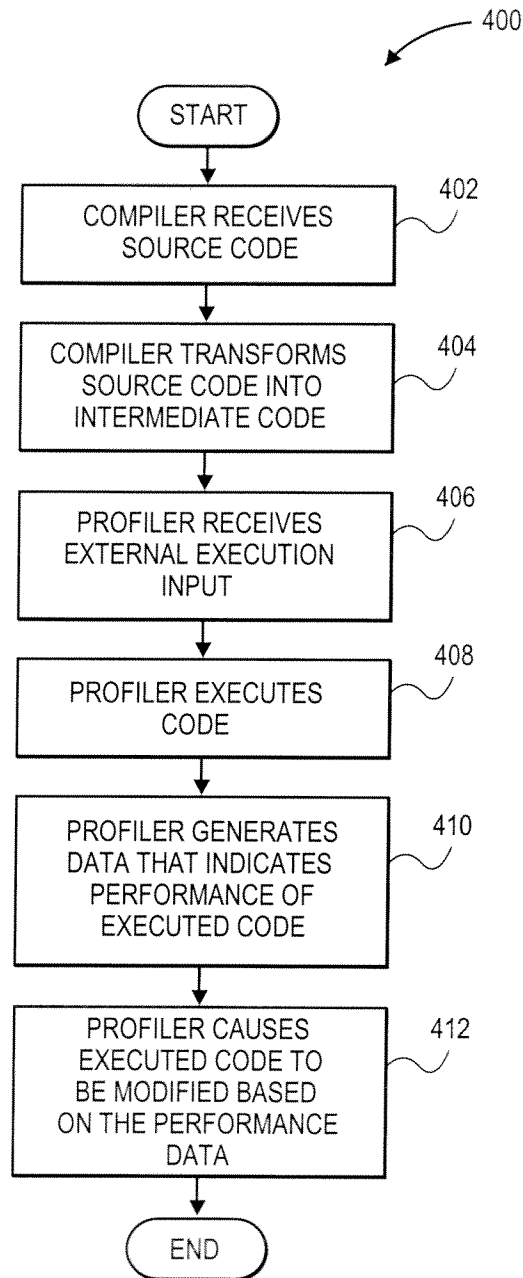 400
START
402
COMPILER RECEIVES
SOURCE CODE
404
COMPILER TRANSFORMS
SOURCE CODE INTO
INTERMEDIATE CODE
406
PROFILER RECEIVES
EXTERNAL EXECUTION
INPUT
408
PROFILER EXECUTES
CODE
410
PROFILER GENERATES
DATA THAT INDICATES
PERFORMANCE OF
EXECUTED CODE
412
PROFILER CAUSES
EXECUTED CODE TO
BE MODIFIED BASED
ON THE PERFORMANCE
DATA
END